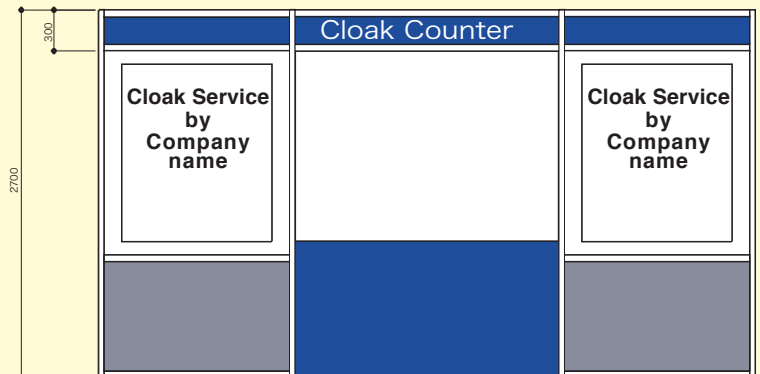 300
Cloak Counter
2700
Cloak Service
by
Company
name
Cloak Service
by
Company
name